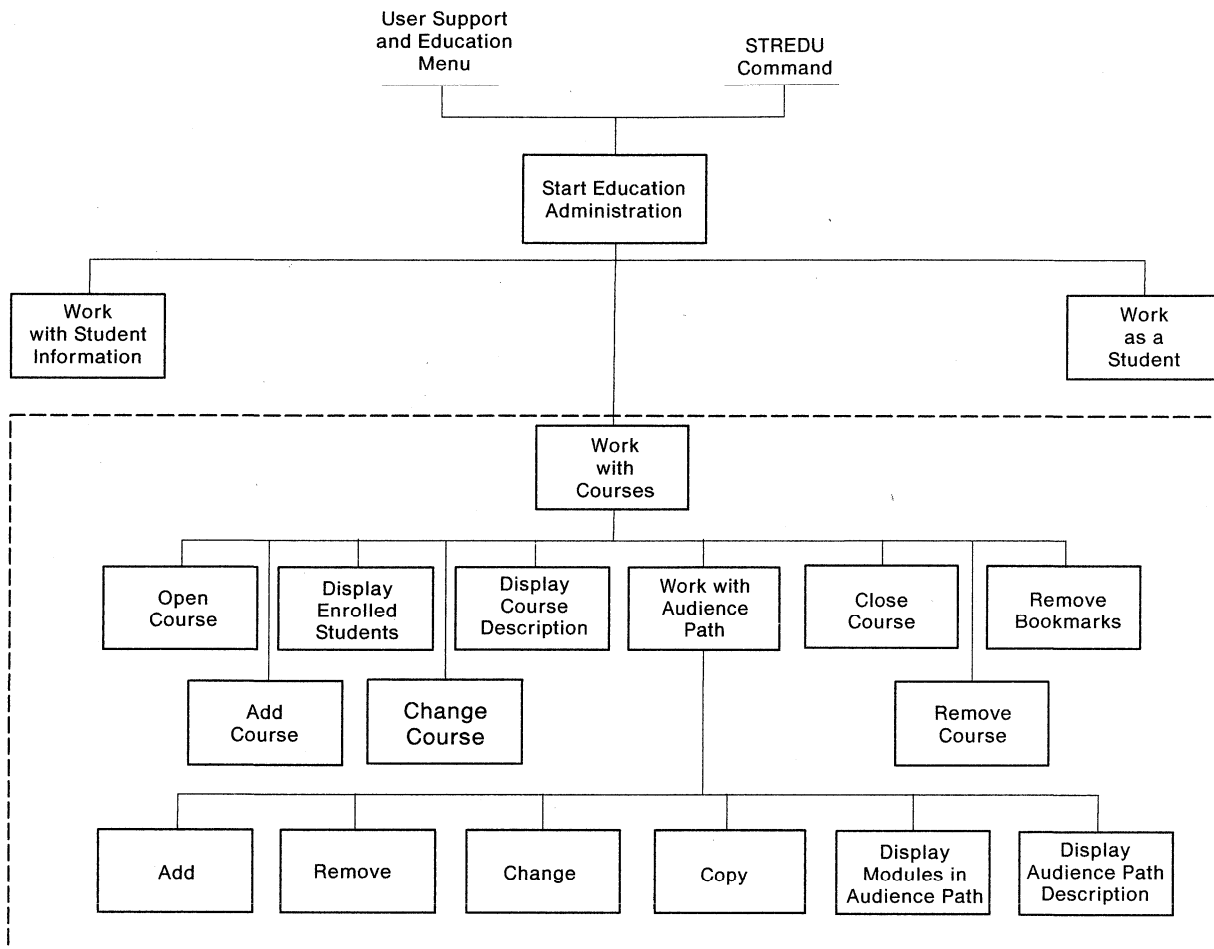 User Support
and Education
Menu
STREDU
Command
Start Education
Administration
Work
with Student
Information
Work
as a
Student
Work
with
Courses
Open
Course
Display
Enrolled
Students
Display
Course
Description
Work with
Audience
Path
Close
Course
Remove
Bookmarks
Add
Course
Change
Course
Remove
Course
Add
Remove
Change
Copy
Display
Modules in
Audience Path
Display
Audience Path
Description